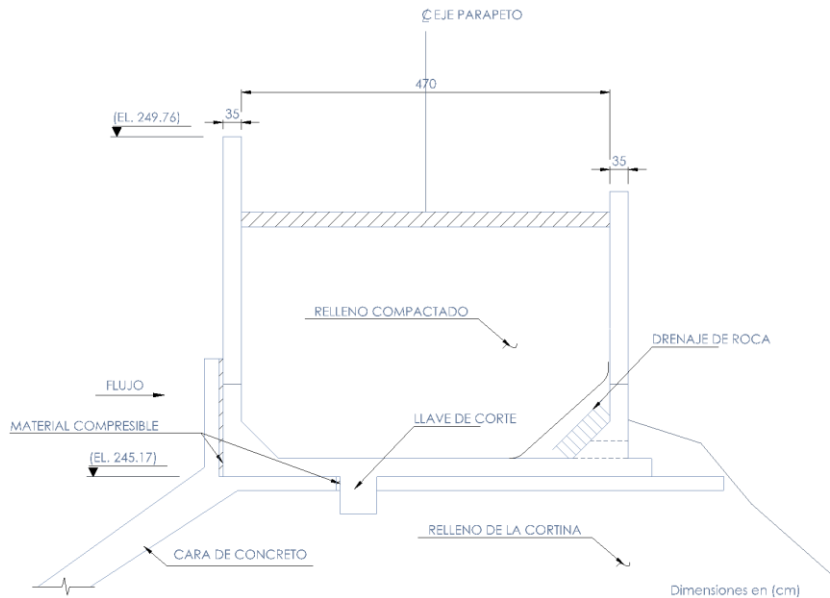 ℄ EJE PARAPETO
470
(EL. 249.76)
35
35
RELLENO COMPACTADO
DRENAJE DE ROCA
FLUJO
LLAVE DE CORTE
MATERIAL COMPRESIBLE
(EL. 245.17)
RELLENO DE LA CORTINA
CARA DE CONCRETO
Dimensiones en (cm)